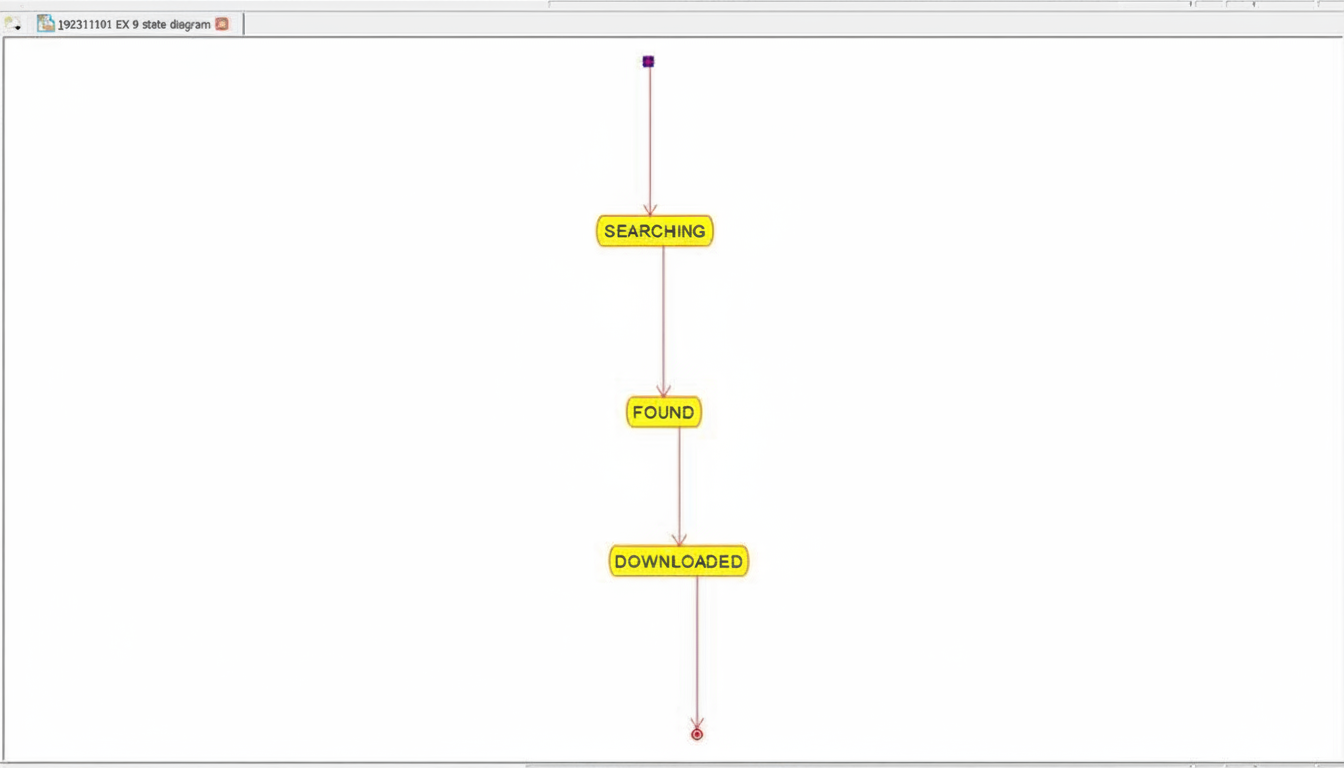 192311101 EX 9 state diagram
SEARCHING
FOUND
DOWNLOADED